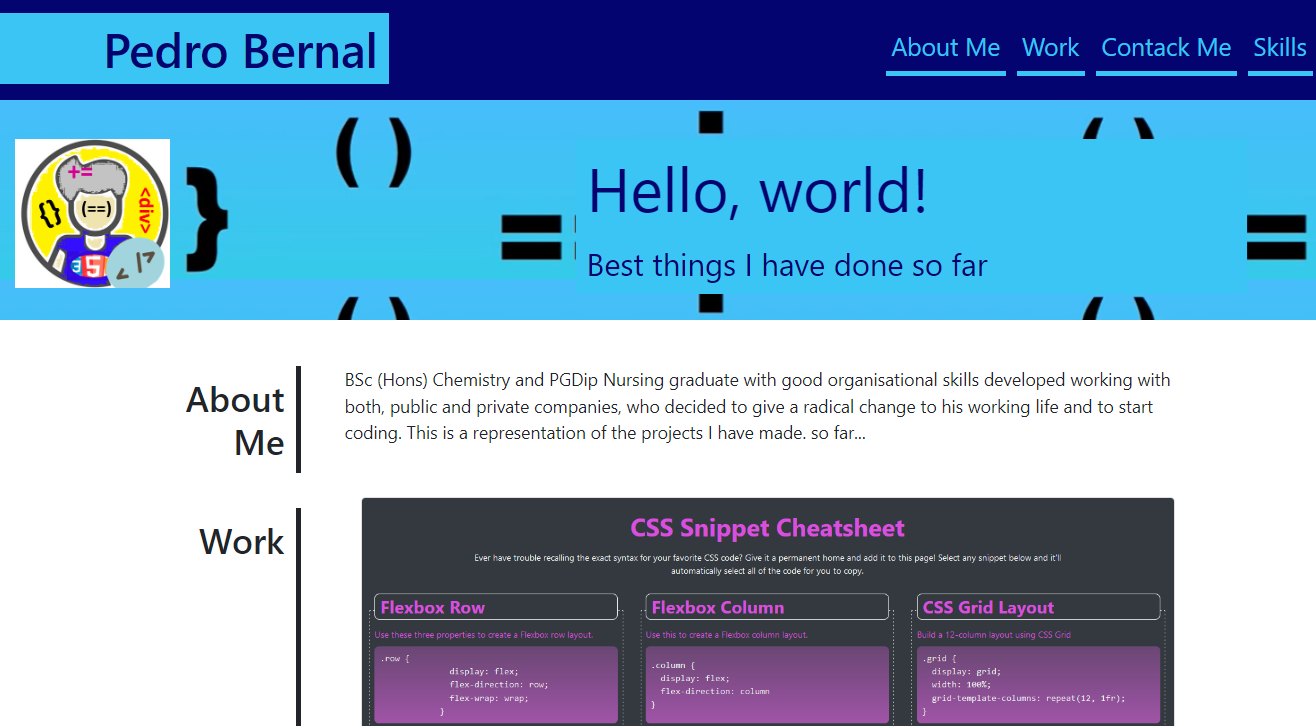 Pedro Bernal
About Me Work Contack Me Skills
} ( ) = ( )
+=
{} (==) <div>
3 5 < / >
Hello, world!
=
Best things I have done so far
( ) ( )
About
Me
BSc (Hons) Chemistry and PGDip Nursing graduate with good organisational skills developed working with
both, public and private companies, who decided to give a radical change to his working life and to start
coding. This is a representation of the projects I have made. so far...
Work
CSS Snippet Cheatsheet
Ever have trouble recalling the exact syntax for your favorite CSS code? Give it a permanent home and add it to this page! Select any snippet below and it'll
automatically select all of the code for you to copy.
Flexbox Row
Use these three properties to create a Flexbox row layout.
.row {
display: flex;
flex-direction: row;
flex-wrap: wrap;
}
Flexbox Column
Use this to create a Flexbox column layout.
.column {
display: flex;
flex-direction: column
}
CSS Grid Layout
Build a 12-column layout using CSS Grid
.grid {
display: grid;
width: 100%;
grid-template-columns: repeat(12, 1fr);
}